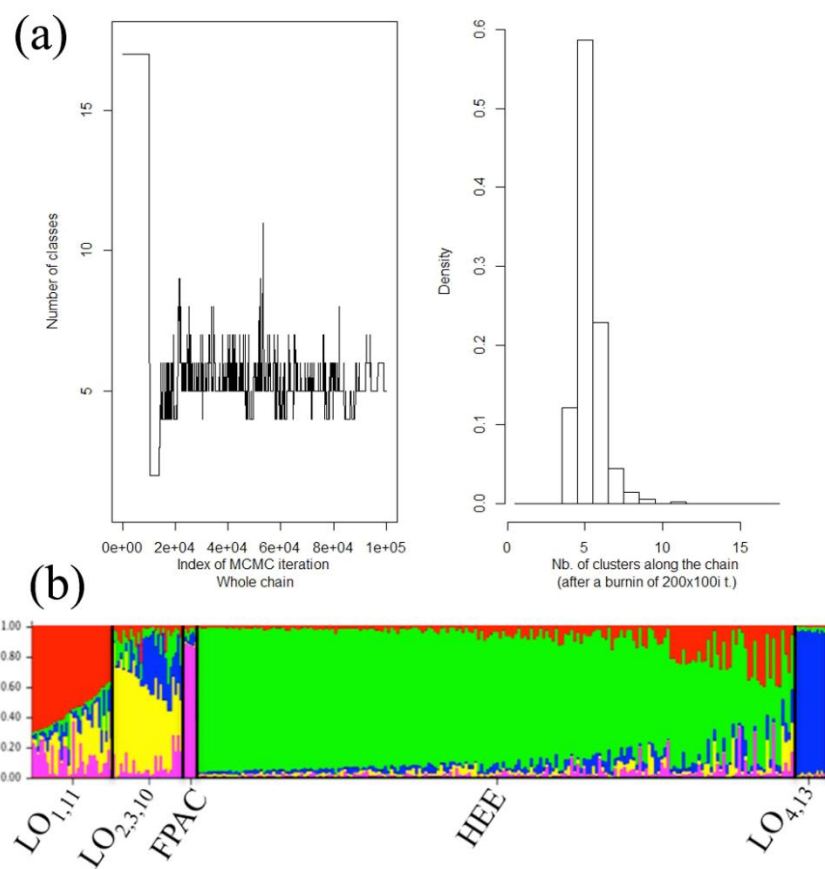 (a)
Number of classes
15
10
5
0e+00 2e+04 4e+04 6e+04 8e+04 1e+05
Index of MCMC iteration
Whole chain
Density
0.6
0.5
0.4
0.3
0.2
0.1
0.0
0 5 10 15
Nb. of clusters along the chain
(after a burnin of 200x100i t.)
(b)
1.00
0.80
0.60
0.40
0.20
0.00
LO1,11
LO2,3,10
FPAC
HEE
LO4,13